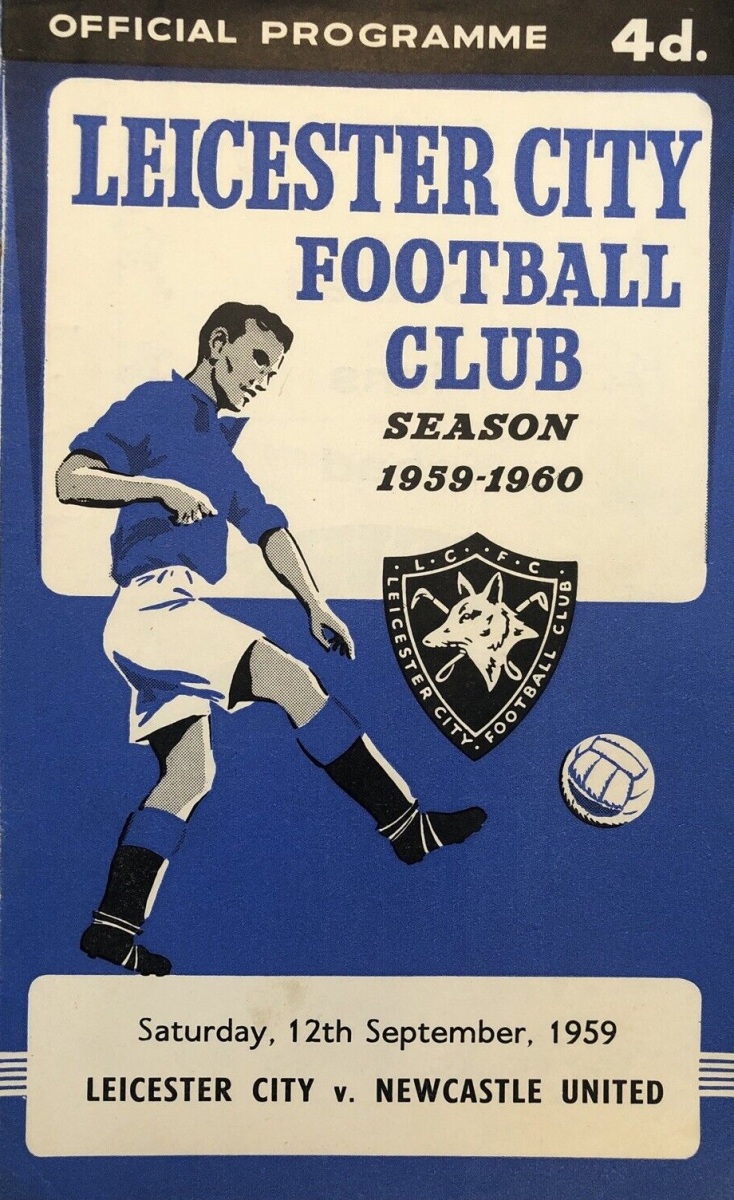 OFFICIAL PROGRAMME 4d.
LEICESTER CITY
FOOTBALL
CLUB
SEASON
1959-1960
· L · C · · F · C ·
LEICESTER CITY · FOOTBALL CLUB
Saturday, 12th September, 1959
LEICESTER CITY v. NEWCASTLE UNITED